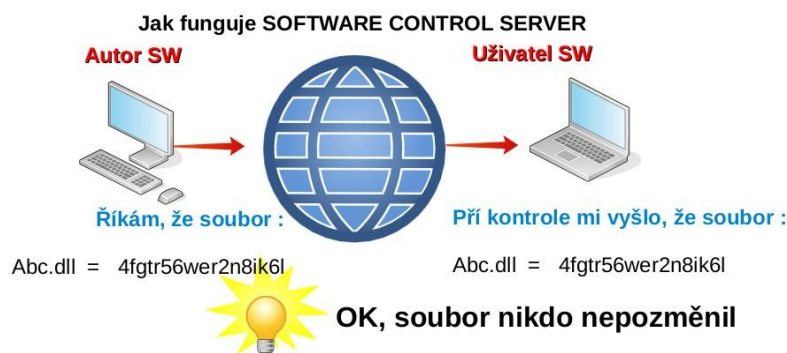 Jak funguje SOFTWARE CONTROL SERVER
Autor SW
Uživatel SW
Říkám, že soubor :
Pří kontrole mi vyšlo, že soubor :
Abc.dll = 4fgtr56wer2n8ik6l
Abc.dll = 4fgtr56wer2n8ik6l
OK, soubor nikdo nepozměnil